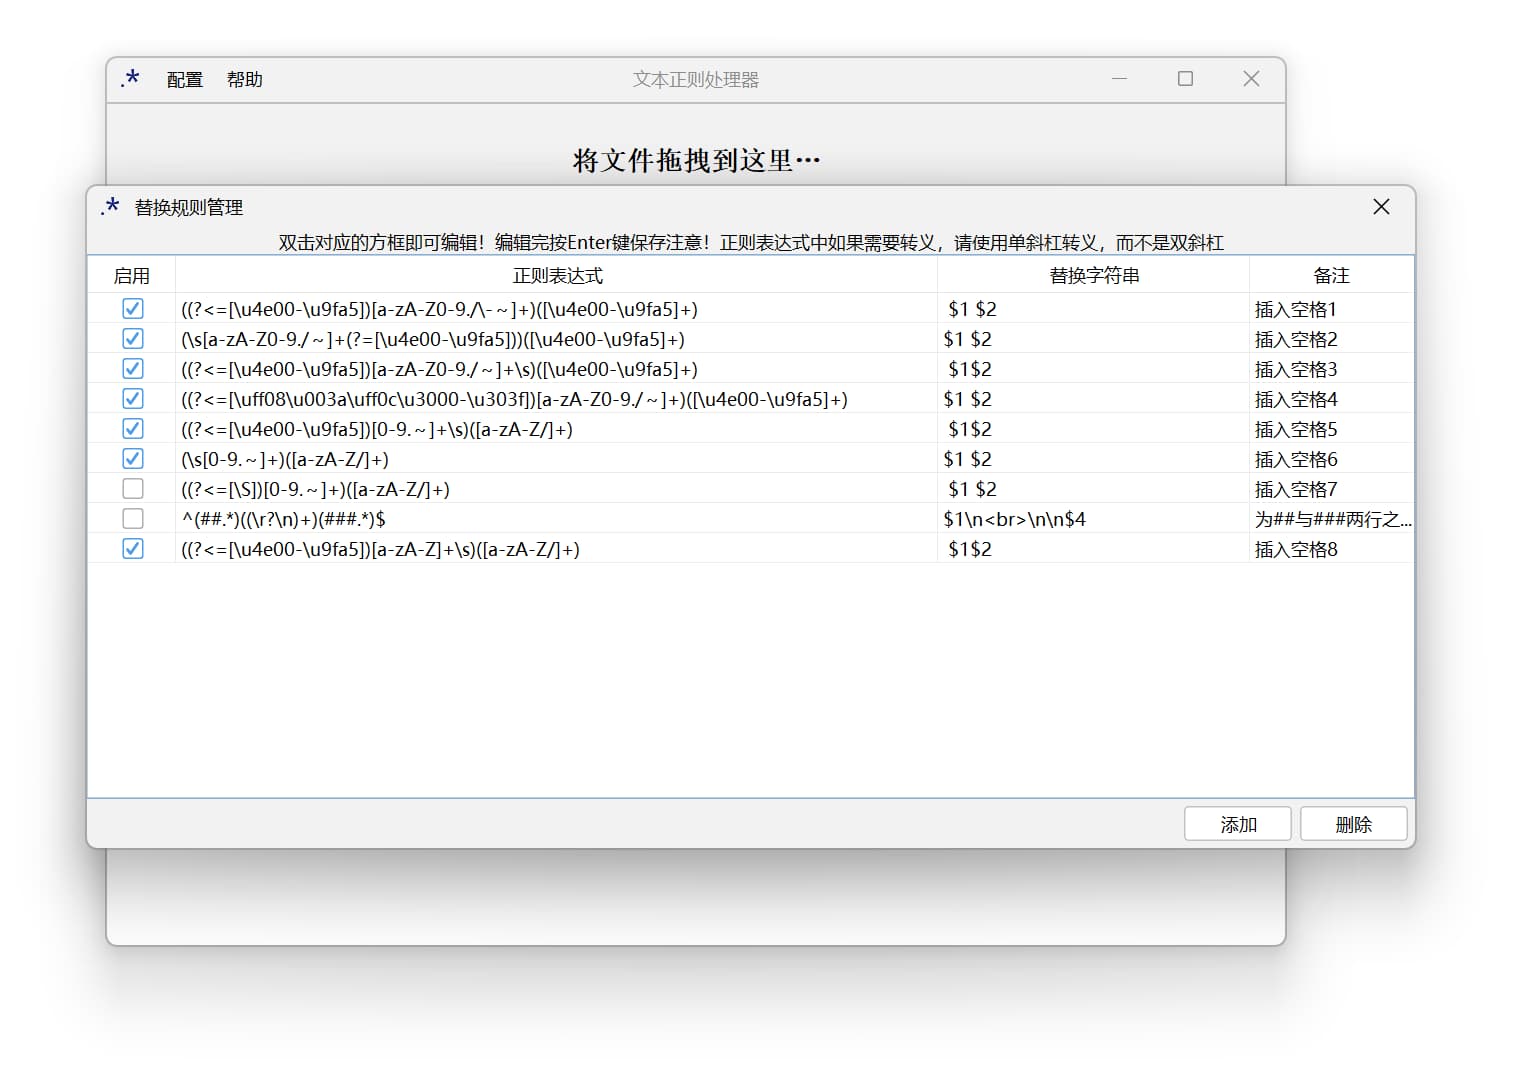 .* 配置 帮助 文本正则处理器
将文件拖拽到这里…
.* 替换规则管理
双击对应的方框即可编辑！编辑完按Enter键保存注意！正则表达式中如果需要转义，请使用单斜杠转义，而不是双斜杠
启用 正则表达式 替换字符串 备注
((?<=[\u4e00-\u9fa5])[a-zA-Z0-9./\-~]+)([\u4e00-\u9fa5]+) $1 $2 插入空格1
(\s[a-zA-Z0-9./~]+(?=[\u4e00-\u9fa5]))([\u4e00-\u9fa5]+) $1 $2 插入空格2
((?<=[\u4e00-\u9fa5])[a-zA-Z0-9./~]+\s)([\u4e00-\u9fa5]+) $1$2 插入空格3
((?<=[\uff08\u003a\uff0c\u3000-\u303f])[a-zA-Z0-9./~]+)([\u4e00-\u9fa5]+) $1 $2 插入空格4
((?<=[\u4e00-\u9fa5])[0-9.~]+\s)([a-zA-Z/]+) $1$2 插入空格5
(\s[0-9.~]+)([a-zA-Z/]+) $1 $2 插入空格6
((?<=[\S])[0-9.~]+)([a-zA-Z/]+) $1 $2 插入空格7
^(##.*)((\r?\n)+)(###.*)$ $1\n<br>\n\n$4 为##与###两行之...
((?<=[\u4e00-\u9fa5])[a-zA-Z]+\s)([a-zA-Z/]+) $1$2 插入空格8
添加 删除